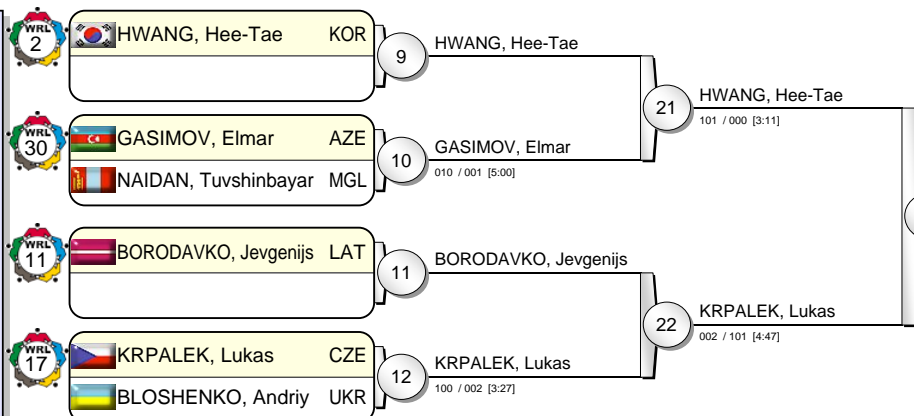 WRL
2
HWANG, Hee-Tae KOR
9
HWANG, Hee-Tae
WRL
30
GASIMOV, Elmar AZE
NAIDAN, Tuvshinbayar MGL
10
GASIMOV, Elmar
010 / 001 [5:00]
21
HWANG, Hee-Tae
101 / 000 [3:11]
WRL
11
BORODAVKO, Jevgenijs LAT
11
BORODAVKO, Jevgenijs
WRL
17
KRPALEK, Lukas CZE
BLOSHENKO, Andriy UKR
12
KRPALEK, Lukas
100 / 002 [3:27]
22
KRPALEK, Lukas
002 / 101 [4:47]